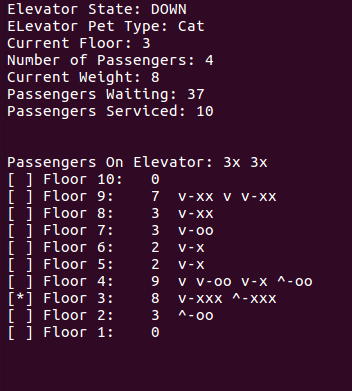 Elevator State: DOWN
ELevator Pet Type: Cat
Current Floor: 3
Number of Passengers: 4
Current Weight: 8
Passengers Waiting: 37
Passengers Serviced: 10
Passengers On Elevator: 3x 3x
[ ] Floor 10:   0
[ ] Floor 9:    7  v-xx v v-xx
[ ] Floor 8:    3  v-xx
[ ] Floor 7:    3  v-oo
[ ] Floor 6:    2  v-x
[ ] Floor 5:    2  v-x
[ ] Floor 4:    9  v v-oo v-x ^-oo
[*] Floor 3:    8  v-xxx ^-xxx
[ ] Floor 2:    3  ^-oo
[ ] Floor 1:    0